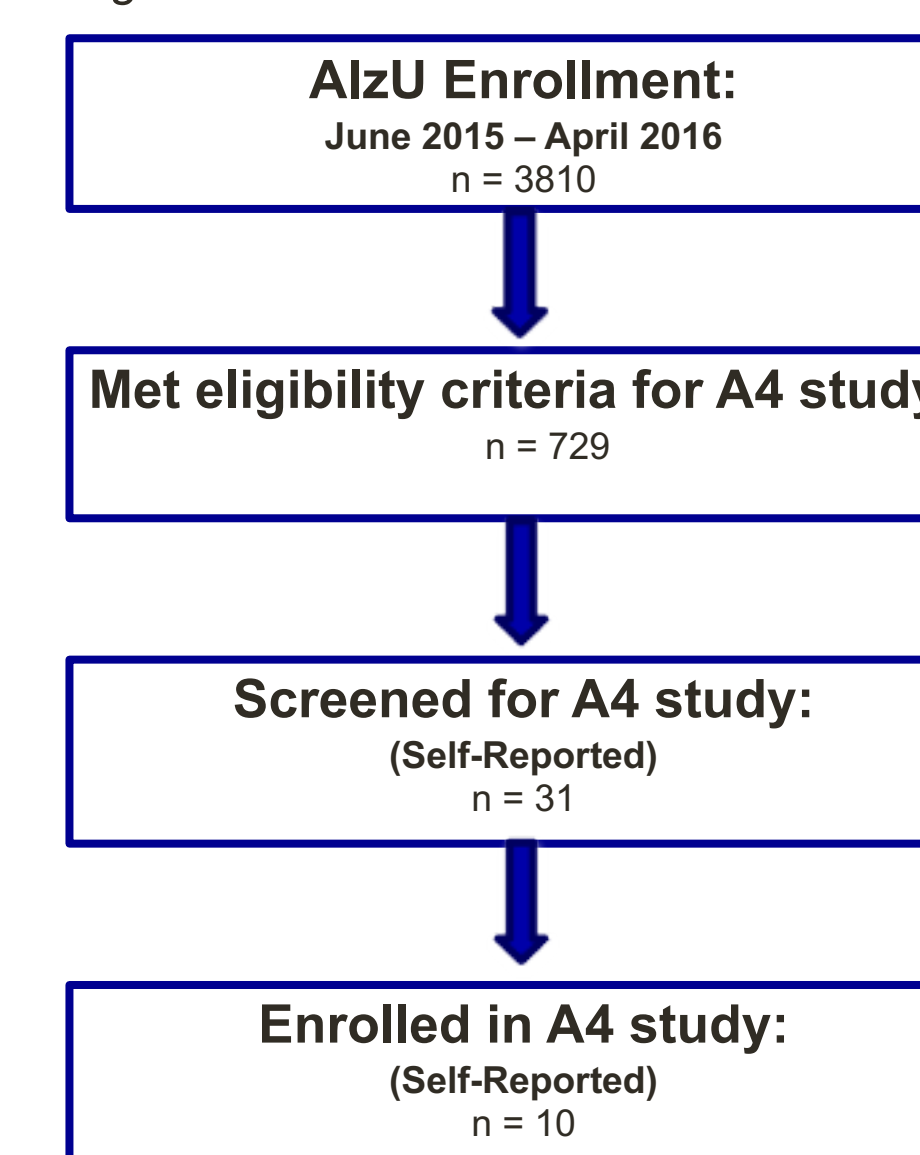 AlzU Enrollment:
June 2015 – April 2016
n = 3810
Met eligibility criteria for A4 study
n = 729
Screened for A4 study:
(Self-Reported)
n = 31
Enrolled in A4 study:
(Self-Reported)
n = 10